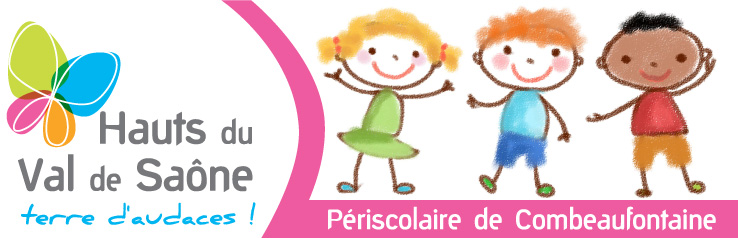 Hauts du
Val de Saône
terre d'audaces !
Périscolaire de Combeaufontaine